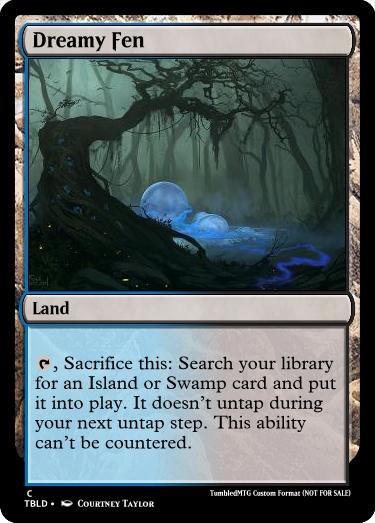 Dreamy Fen
Land
, Sacrifice this: Search your library
for an Island or Swamp card and put
it into play. It doesn't untap during
your next untap step. This ability
can't be countered.
C
TBLD • Courtney Taylor
TumbledMTG Custom Format (NOT FOR SALE)